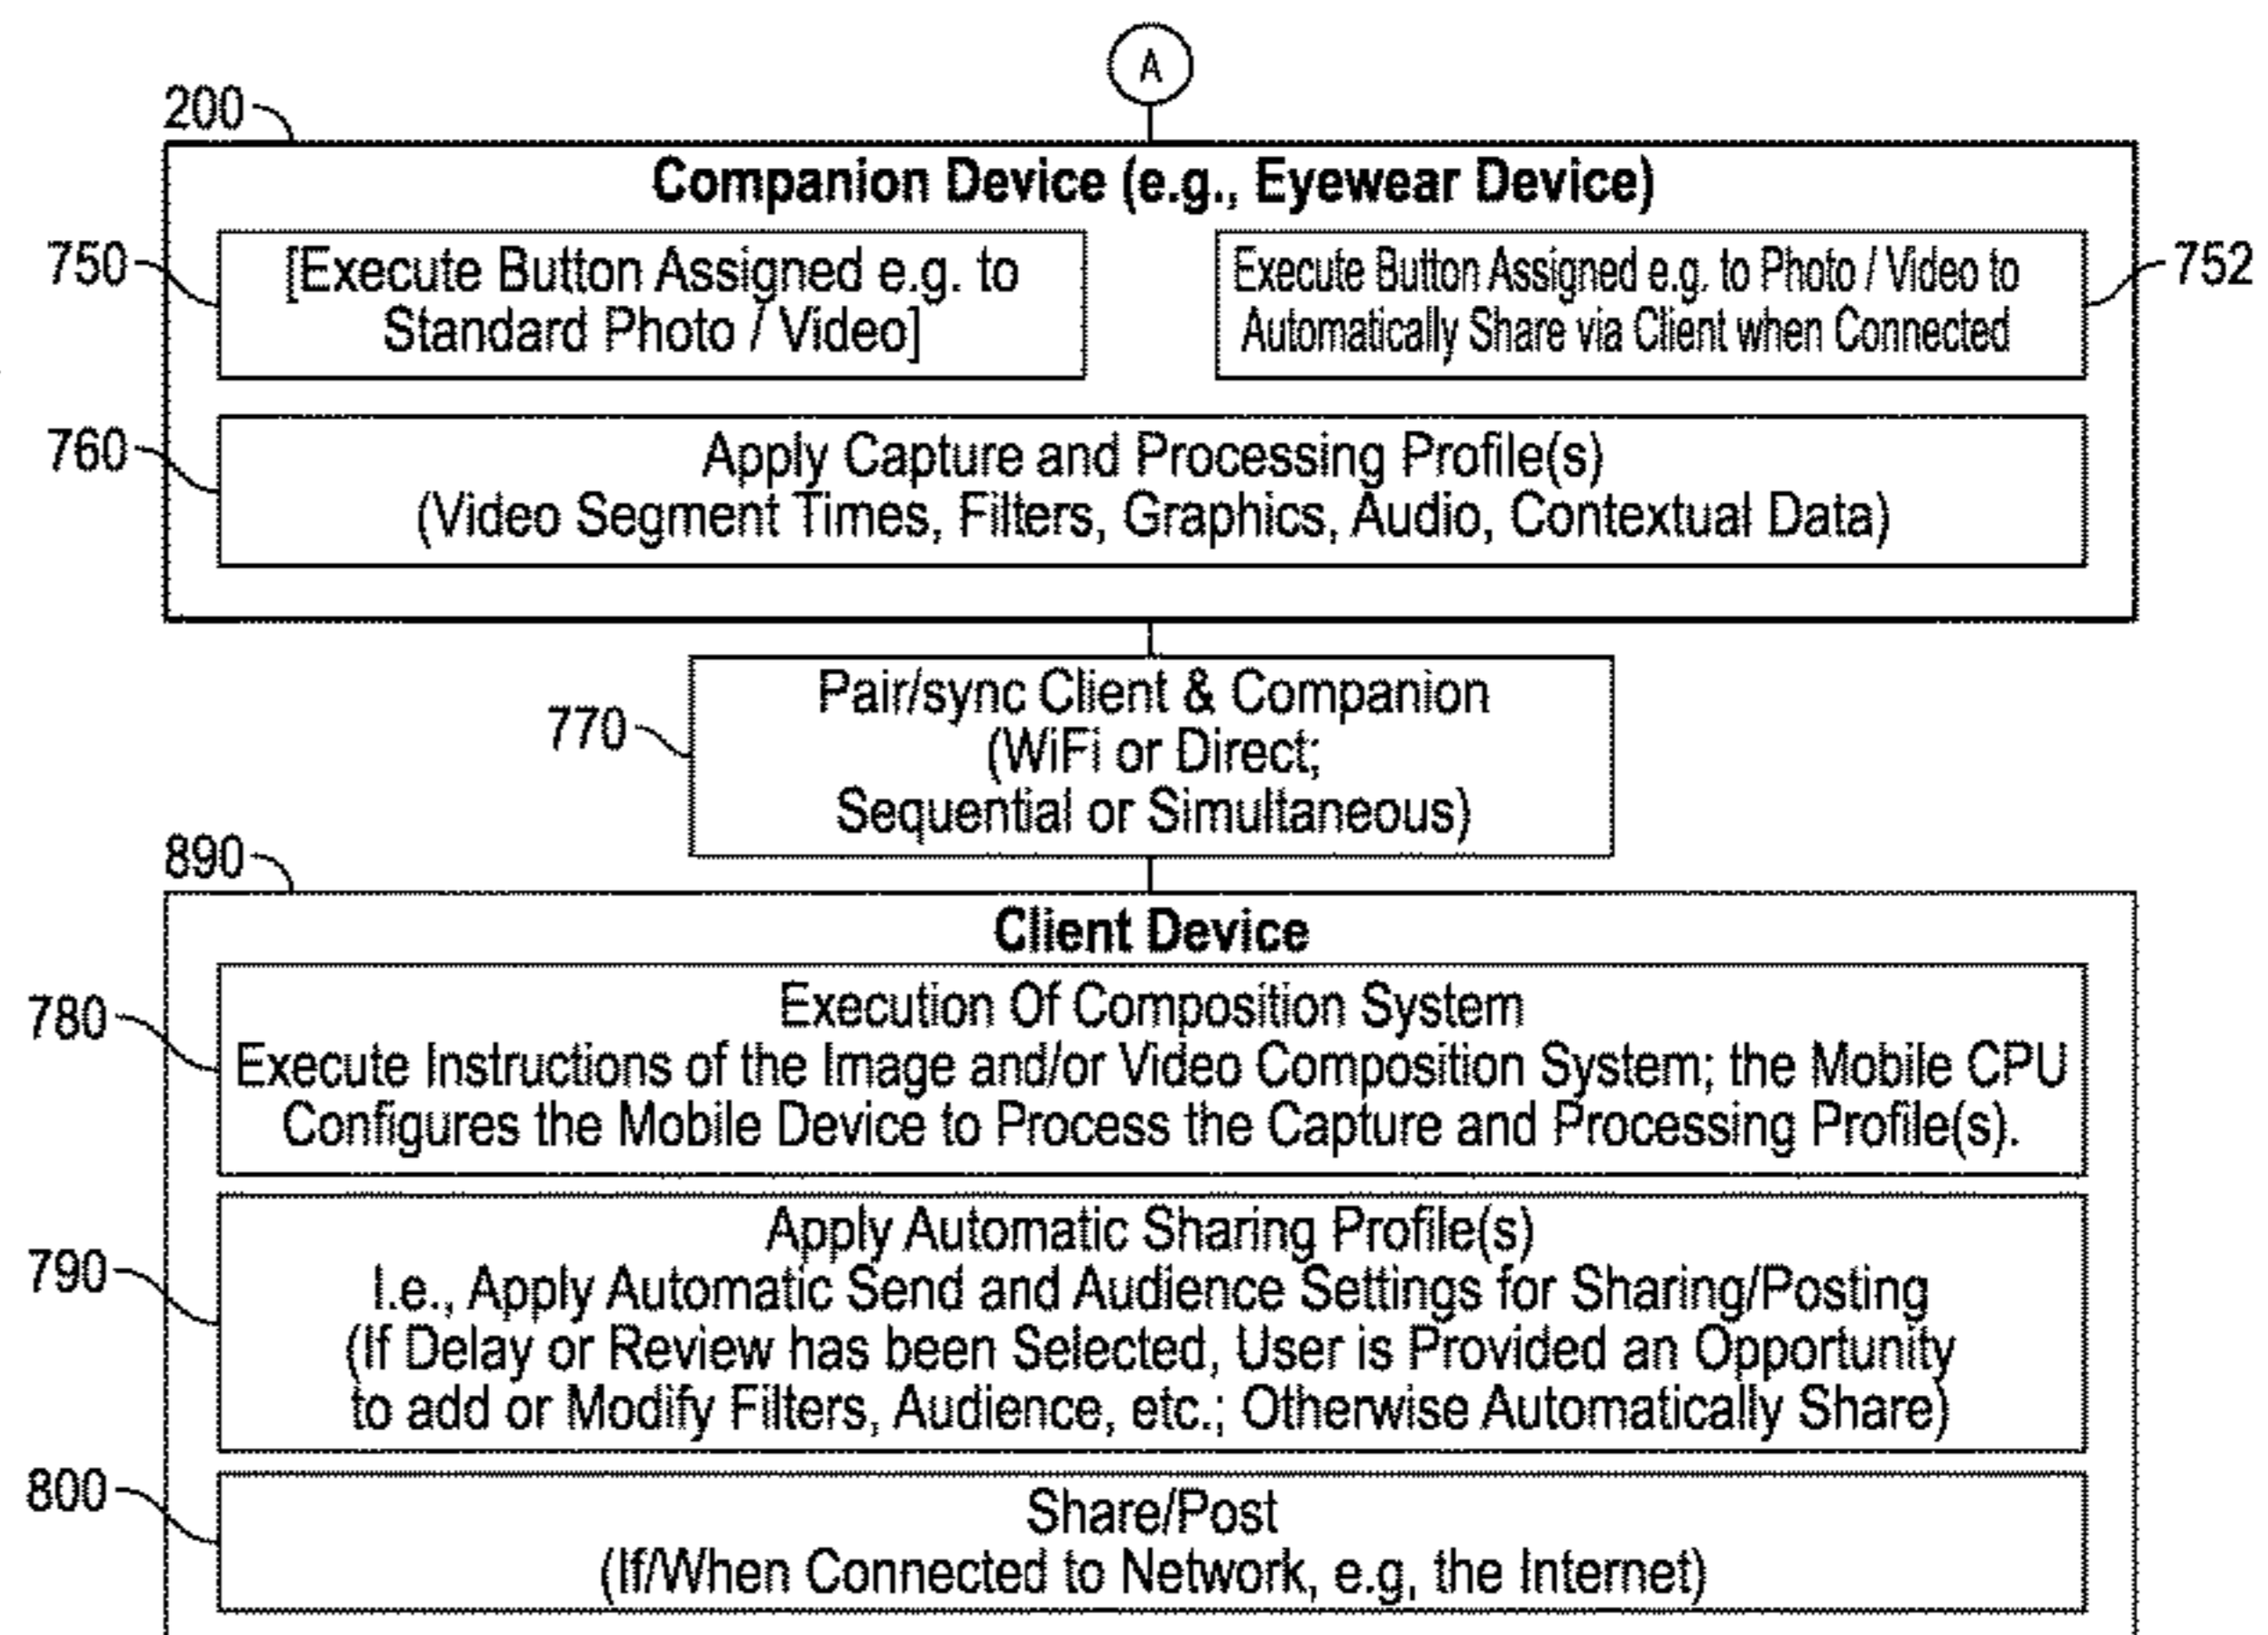 A
200
Companion Device (e.g., Eyewear Device)
750
[Execute Button Assigned e.g. to
Standard Photo / Video]
Execute Button Assigned e.g. to Photo / Video to
Automatically Share via Client when Connected
752
760
Apply Capture and Processing Profile(s)
(Video Segment Times, Filters, Graphics, Audio, Contextual Data)
770
Pair/sync Client & Companion
(WiFi or Direct;
Sequential or Simultaneous)
890
Client Device
780
Execution Of Composition System
Execute Instructions of the Image and/or Video Composition System; the Mobile CPU
Configures the Mobile Device to Process the Capture and Processing Profile(s).
790
Apply Automatic Sharing Profile(s)
I.e., Apply Automatic Send and Audience Settings for Sharing/Posting
(If Delay or Review has been Selected, User is Provided an Opportunity
to add or Modify Filters, Audience, etc.; Otherwise Automatically Share)
800
Share/Post
(If/When Connected to Network, e.g, the Internet)